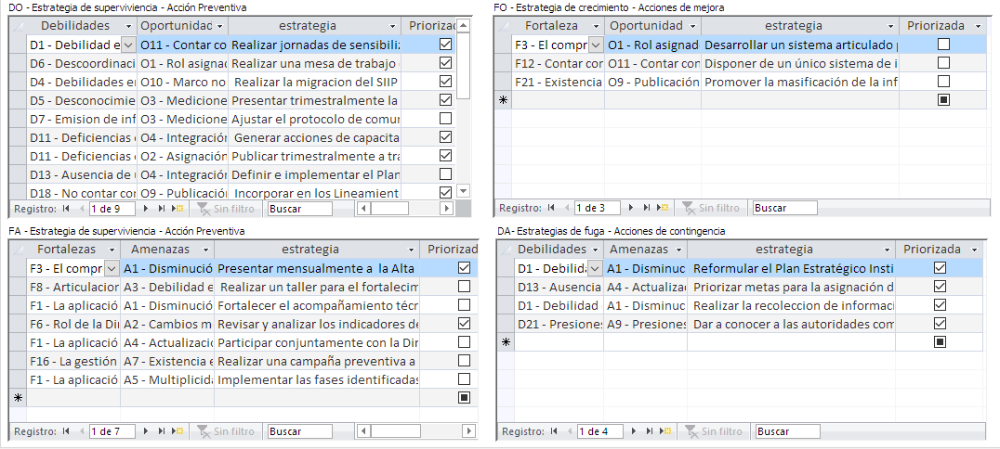 DO - Estrategia de superviviencia - Acción Preventiva
Debilidades Oportunidad estrategia Prioriza
D1 - Debilidad e O11 - Contar co Realizar jornadas de sensibiliz
D6 - Descoordinaci O1 - Rol asignad Realizar una mesa de trabajo
D4 - Debilidades en O10 - Marco no Realizar la migracion del SIIP
D5 - Desconocimie O3 - Medicione Presentar trimestralmente la
D7 - Emision de inf O3 - Medicione Ajustar el protocolo de comun
D11 - Deficiencias O4 - Integración Generar acciones de capacita
D11 - Deficiencias O2 - Asignación Publicar trimestralmente a tra
D13 - Ausencia de O4 - Integración Definir e implementar el Plan
D18 - No contar con O9 - Publicación Incorporar en los Lineamient
Registro: 1 de 9 Sin filtro Buscar
FO - Estrategia de crecimiento - Acciones de mejora
Fortaleza Oportunidad estrategia Priorizada
F3 - El compr O1 - Rol asignad Desarrollar un sistema articulado p
F12 - Contar con O11 - Contar con Disponer de un único sistema de i
F21 - Existencia O9 - Publicación Promover la masificación de la inf
Registro: 1 de 3 Sin filtro Buscar
FA - Estrategia de superviviencia - Acción Preventiva
Fortalezas Amenazas estrategia Priorizad
F3 - El compr A1 - Disminució Presentar mensualmente a la Alta
F8 - Articulacion A3 - Debilidad e Realizar un taller para el fortalecim
F1 - La aplicació A1 - Disminució Fortalecer el acompañamiento técn
F6 - Rol de la Dir A2 - Cambios m Revisar y analizar los indicadores de
F1 - La aplicació A4 - Actualizaci Participar conjuntamente con la Dir
F16 - La gestión A7 - Existencia e Realizar una campaña preventiva a
F1 - La aplicació A5 - Multiplicida Implementar las fases identificadas
Registro: 1 de 7 Sin filtro Buscar
DA- Estrategias de fuga - Acciones de contingencia
Debilidades Amenazas estrategia Priorizada
D1 - Debilida A1 - Disminuc Reformular el Plan Estratégico Insti
D13 - Ausencia A4 - Actualizac Priorizar metas para la asignación d
D1 - Debilidad A1 - Disminuc Realizar la recoleccion de informaci
D21 - Presiones A9 - Presiones Dar a conocer a las autoridades com
Registro: 1 de 4 Sin filtro Buscar